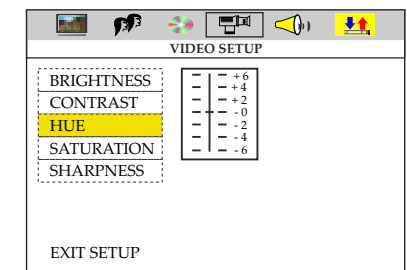 VIDEO SETUP
BRIGHTNESS
CONTRAST
HUE
SATURATION
SHARPNESS
+ 6
+ 4
+ 2
- 0
- 2
- 4
- 6
EXIT SETUP